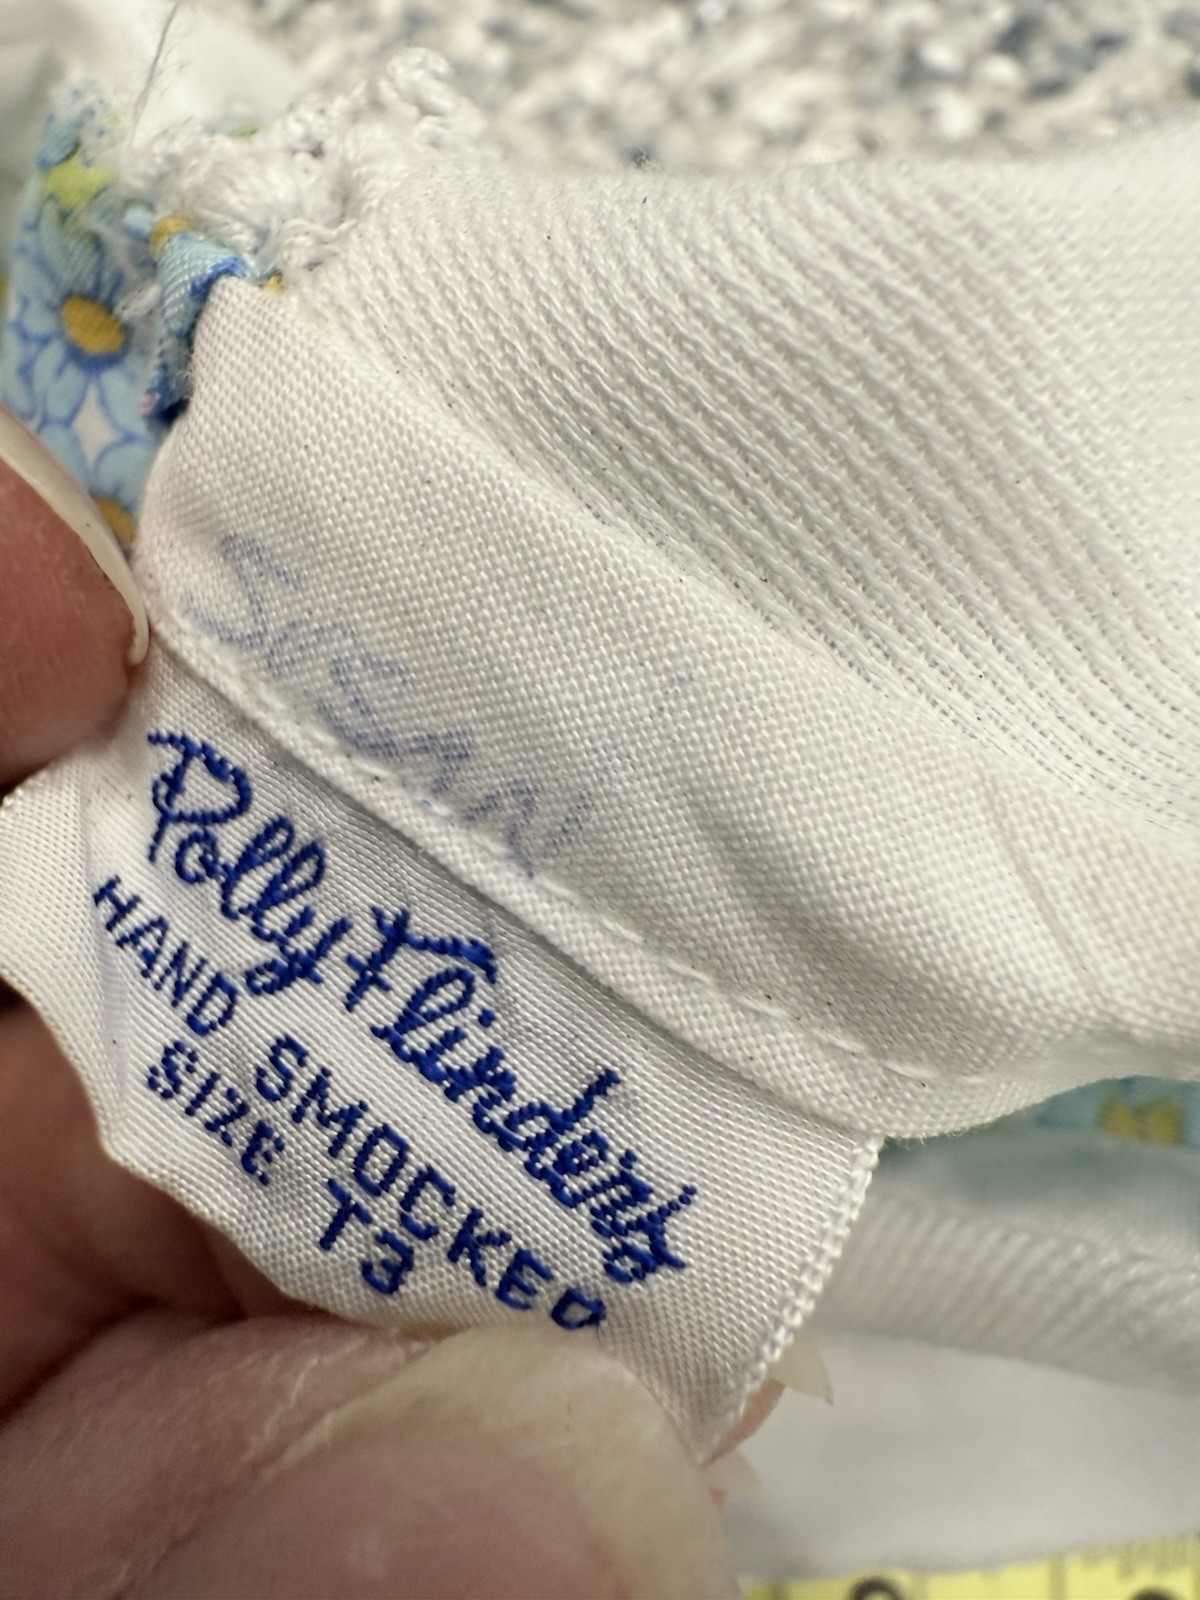 Polly Flinders
HAND SMOCKED
SIZE T3